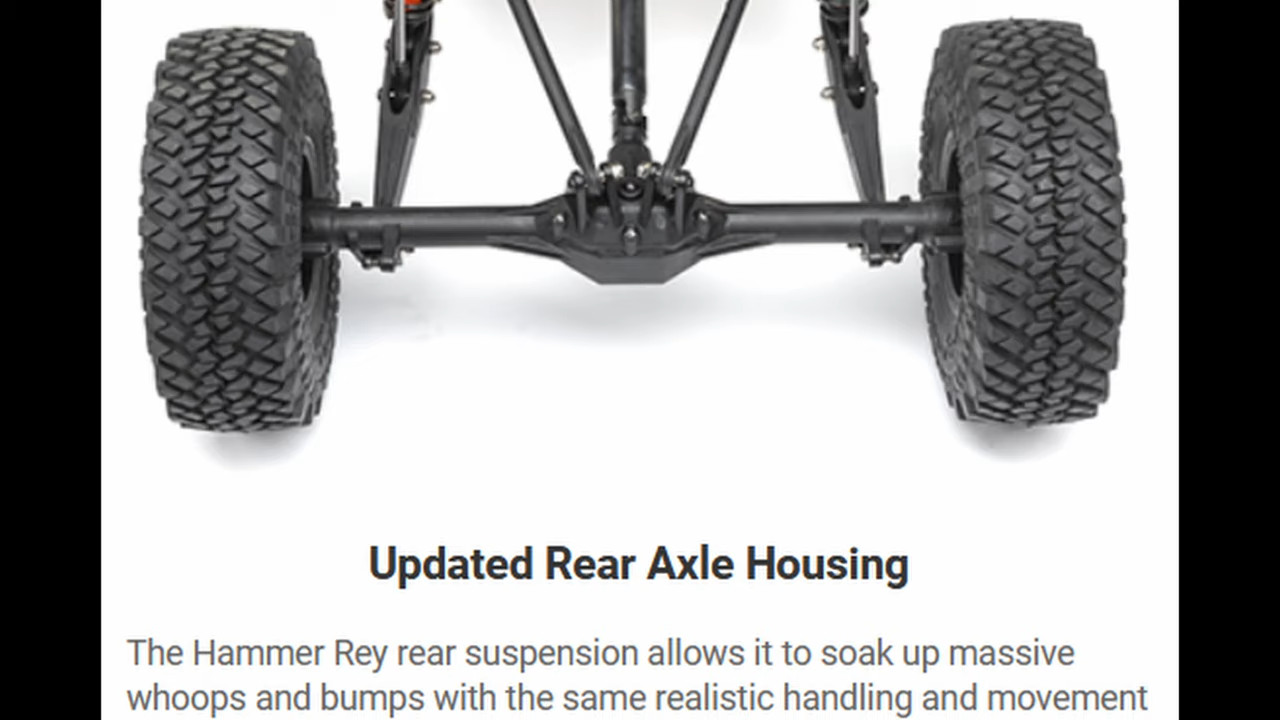 Updated Rear Axle Housing
The Hammer Rey rear suspension allows it to soak up massive
whoops and bumps with the same realistic handling and movement